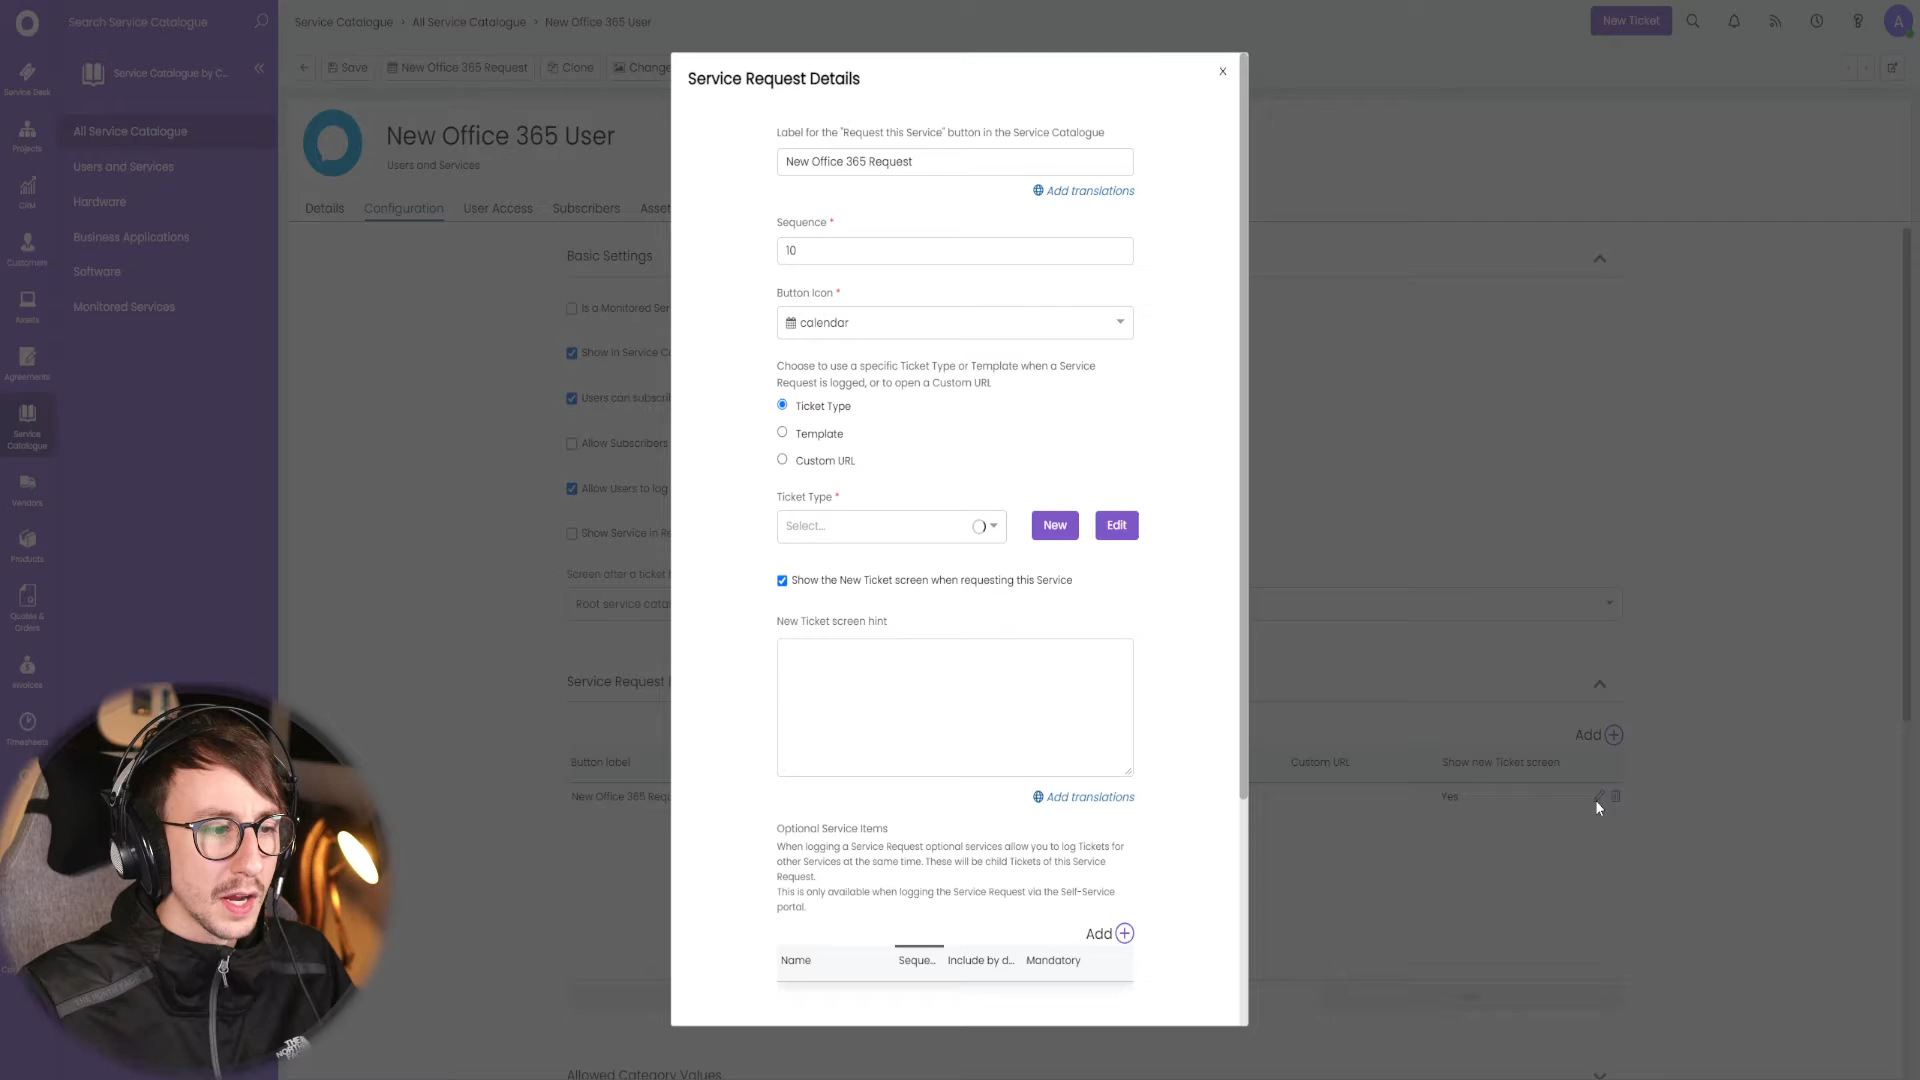 Search Service Catalogue
Service Catalogue › All Service Catalogue › New Office 365 User
New Ticket
A
Service Desk
Service Catalogue by C...
Save
New Office 365 Request
Clone
Change
All Service Catalogue
Users and Services
Hardware
Business Applications
Software
Monitored Services
Projects
CRM
Customers
Assets
Agreements
Service
Catalogue
Vendors
Products
Quotes &
Orders
Invoices
Timesheets
New Office 365 User
Users and Services
Details
Configuration
User Access
Subscribers
Asset
Basic Settings
Is a Monitored Ser
Show in Service C
Users can subscri
Allow Subscribers
Allow Users to log
Show Service in Re
Screen after a ticket
Root service cata
Service Request
Add
Button label
Custom URL
Show new Ticket screen
New Office 365 Requ
Yes
Allowed Category Values
Service Request Details
X
Label for the "Request this Service" button in the Service Catalogue
New Office 365 Request
Add translations
Sequence *
10
Button Icon *
calendar
Choose to use a specific Ticket Type or Template when a Service
Request is logged, or to open a Custom URL
Ticket Type
Template
Custom URL
Ticket Type *
Select...
New
Edit
Show the New Ticket screen when requesting this Service
New Ticket screen hint
Add translations
Optional Service Items
When logging a Service Request optional services allow you to log Tickets for
other Services at the same time. These will be child Tickets of this Service
Request.
This is only available when logging the Service Request via the Self-Service
portal.
Add
Name
Seque...
Include by d...
Mandatory
THE NORTH FACE